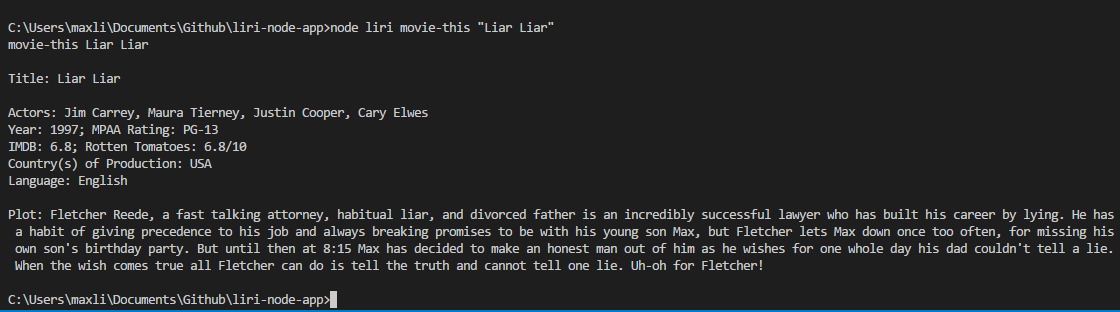 C:\Users\maxli\Documents\Github\liri-node-app>node liri movie-this "Liar Liar"
movie-this Liar Liar
Title: Liar Liar
Actors: Jim Carrey, Maura Tierney, Justin Cooper, Cary Elwes
Year: 1997; MPAA Rating: PG-13
IMDB: 6.8; Rotten Tomatoes: 6.8/10
Country(s) of Production: USA
Language: English
Plot: Fletcher Reede, a fast talking attorney, habitual liar, and divorced father is an incredibly successful lawyer who has built his career by lying. He has
a habit of giving precedence to his job and always breaking promises to be with his young son Max, but Fletcher lets Max down once too often, for missing his
own son's birthday party. But until then at 8:15 Max has decided to make an honest man out of him as he wishes for one whole day his dad couldn't tell a lie.
When the wish comes true all Fletcher can do is tell the truth and cannot tell one lie. Uh-oh for Fletcher!
C:\Users\maxli\Documents\Github\liri-node-app>